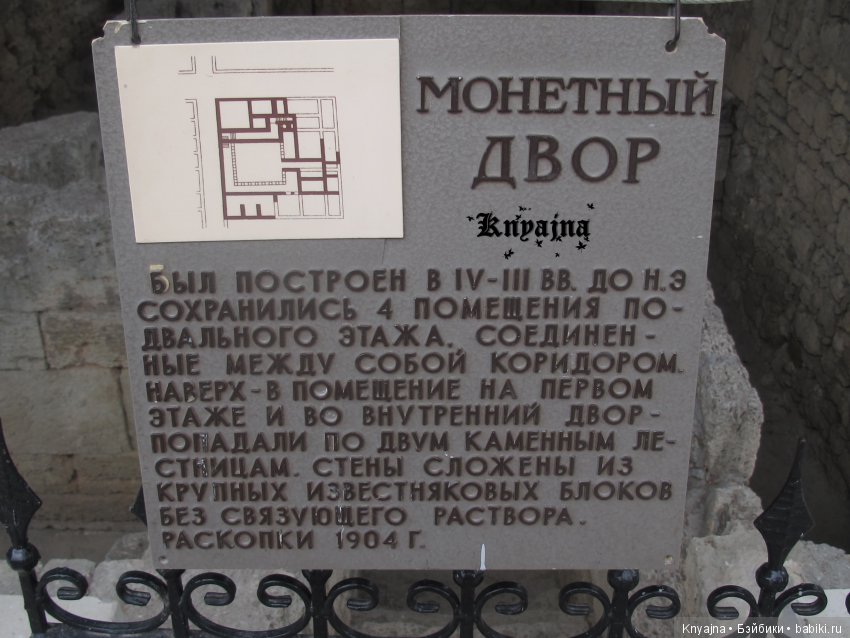 МОНЕТНЫЙ
ДВОР
Knyajna
БЫЛ ПОСТРОЕН В IV-III ВВ. ДО Н.Э
СОХРАНИЛИСЬ 4 ПОМЕЩЕНИЯ ПО-
ДВАЛЬНОГО ЭТАЖА, СОЕДИНЕН-
НЫЕ МЕЖДУ СОБОЙ КОРИДОРОМ.
НАВЕРХ-В ПОМЕЩЕНИЕ НА ПЕРВОМ
ЭТАЖЕ И ВО ВНУТРЕННИЙ ДВОР-
ПОПАДАЛИ ПО ДВУМ КАМЕННЫМ ЛЕ-
СТНИЦАМ. СТЕНЫ СЛОЖЕНЫ ИЗ
КРУПНЫХ ИЗВЕСТНЯКОВЫХ БЛОКОВ
БЕЗ СВЯЗУЮЩЕГО РАСТВОРА.
РАСКОПКИ 1904 Г.
Knyajna • Бэйбики • babiki.ru